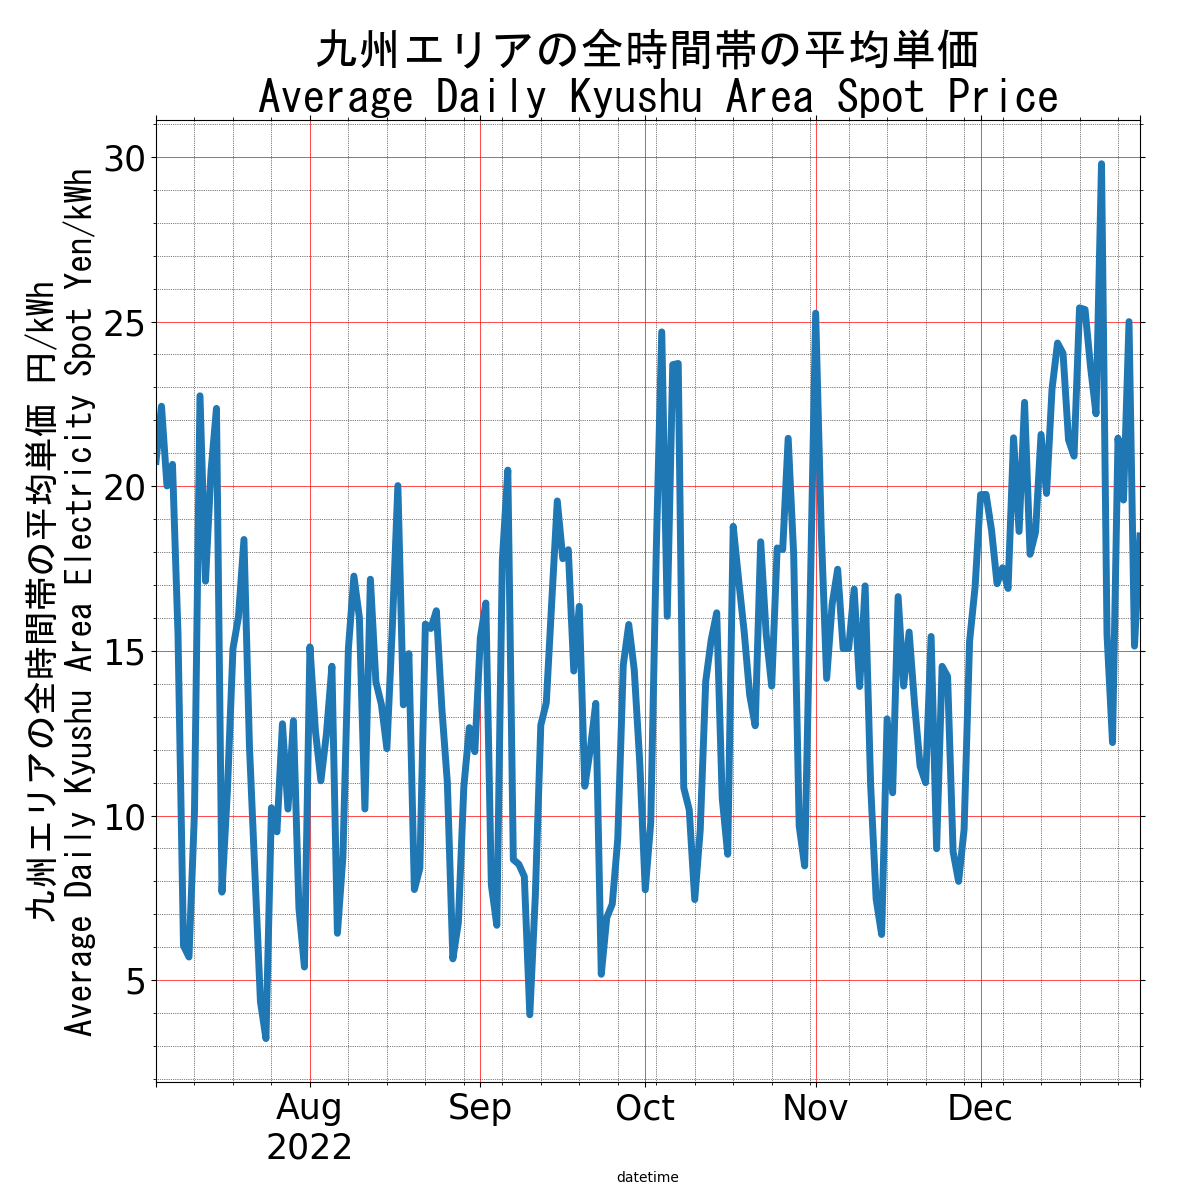 九州エリアの全時間帯の平均単価
Average Daily Kyushu Area Spot Price
九州エリアの全時間帯の平均単価 円/kWh
Average Daily Kyushu Area Electricity Spot Yen/kWh
30
25
20
15
10
5
Aug
2022
Sep
Oct
Nov
Dec
datetime